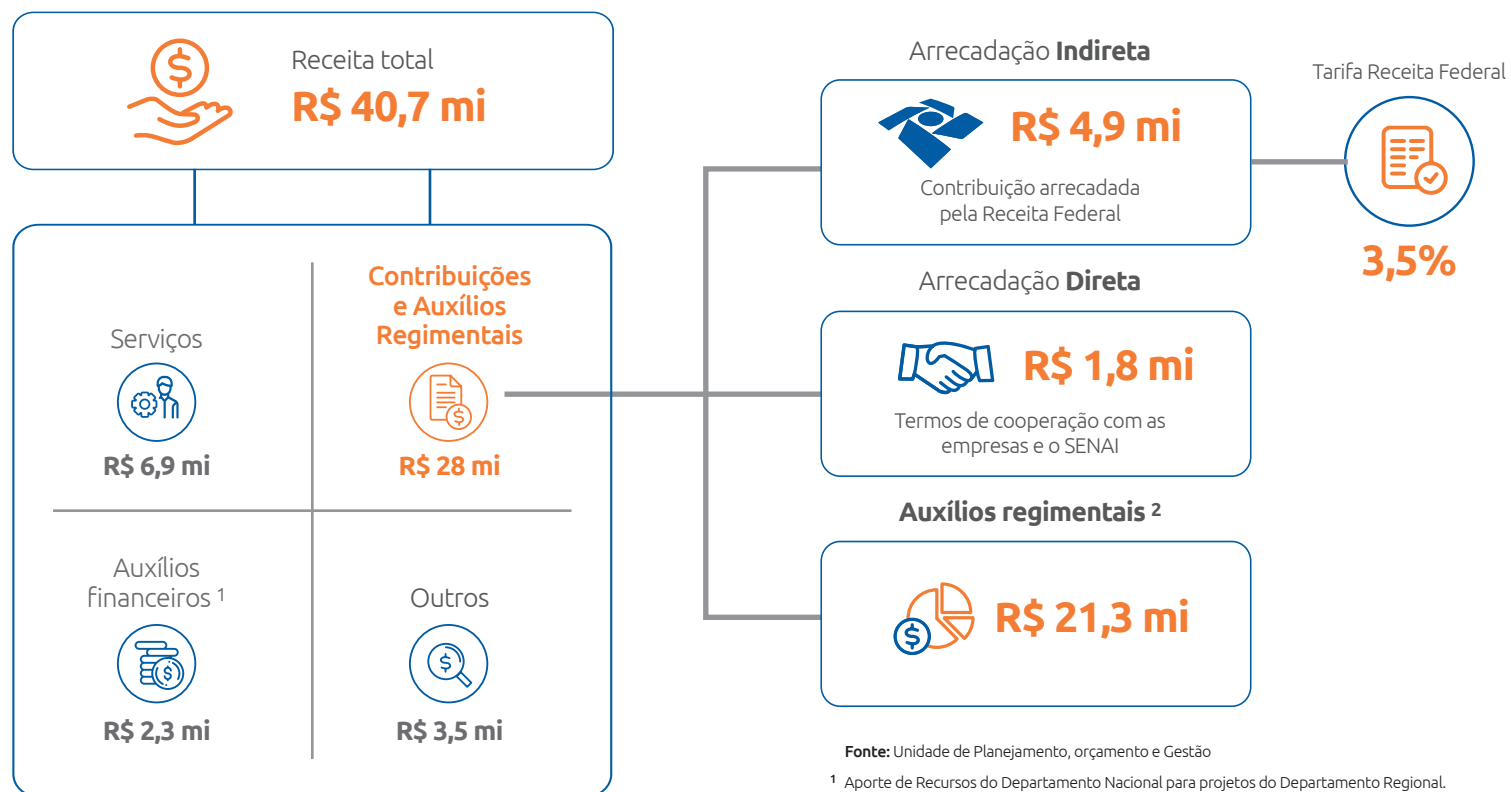 Receita total
R$ 40,7 mi
Serviços
R$ 6,9 mi
Contribuições
e Auxílios
Regimentais
R$ 28 mi
Auxílios
financeiros ¹
R$ 2,3 mi
Outros
R$ 3,5 mi
Arrecadação Indireta
R$ 4,9 mi
Contribuição arrecadada
pela Receita Federal
Tarifa Receita Federal
3,5%
Arrecadação Direta
R$ 1,8 mi
Termos de cooperação com as
empresas e o SENAI
Auxílios regimentais ²
R$ 21,3 mi
Fonte: Unidade de Planejamento, orçamento e Gestão
¹ Aporte de Recursos do Departamento Nacional para projetos do Departamento Regional.